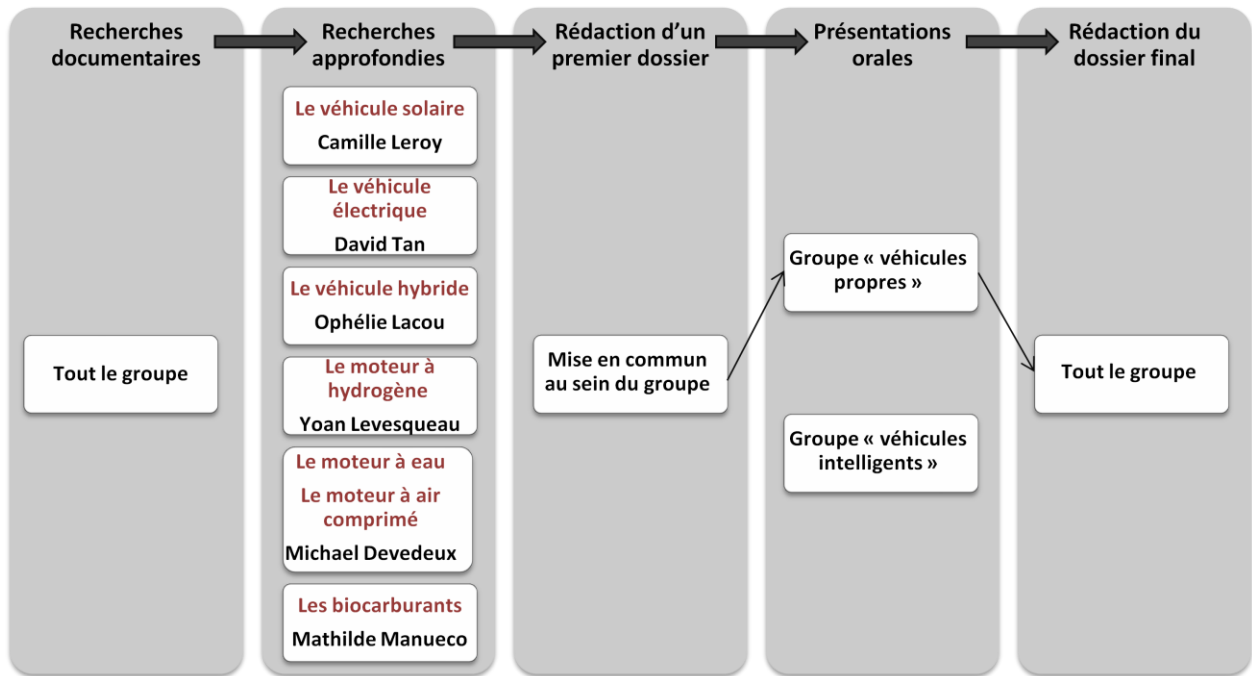 Recherches
documentaires
Recherches
approfondies
Rédaction d’un
premier dossier
Présentations
orales
Rédaction du
dossier final
Tout le groupe
Le véhicule solaire
Camille Leroy
Le véhicule
électrique
David Tan
Le véhicule hybride
Ophélie Lacou
Le moteur à
hydrogène
Yoan Levesqueau
Le moteur à eau
Le moteur à air
comprimé
Michael Devedeux
Les biocarburants
Mathilde Manueco
Mise en commun
au sein du groupe
Groupe « véhicules
propres »
Groupe « véhicules
intelligents »
Tout le groupe